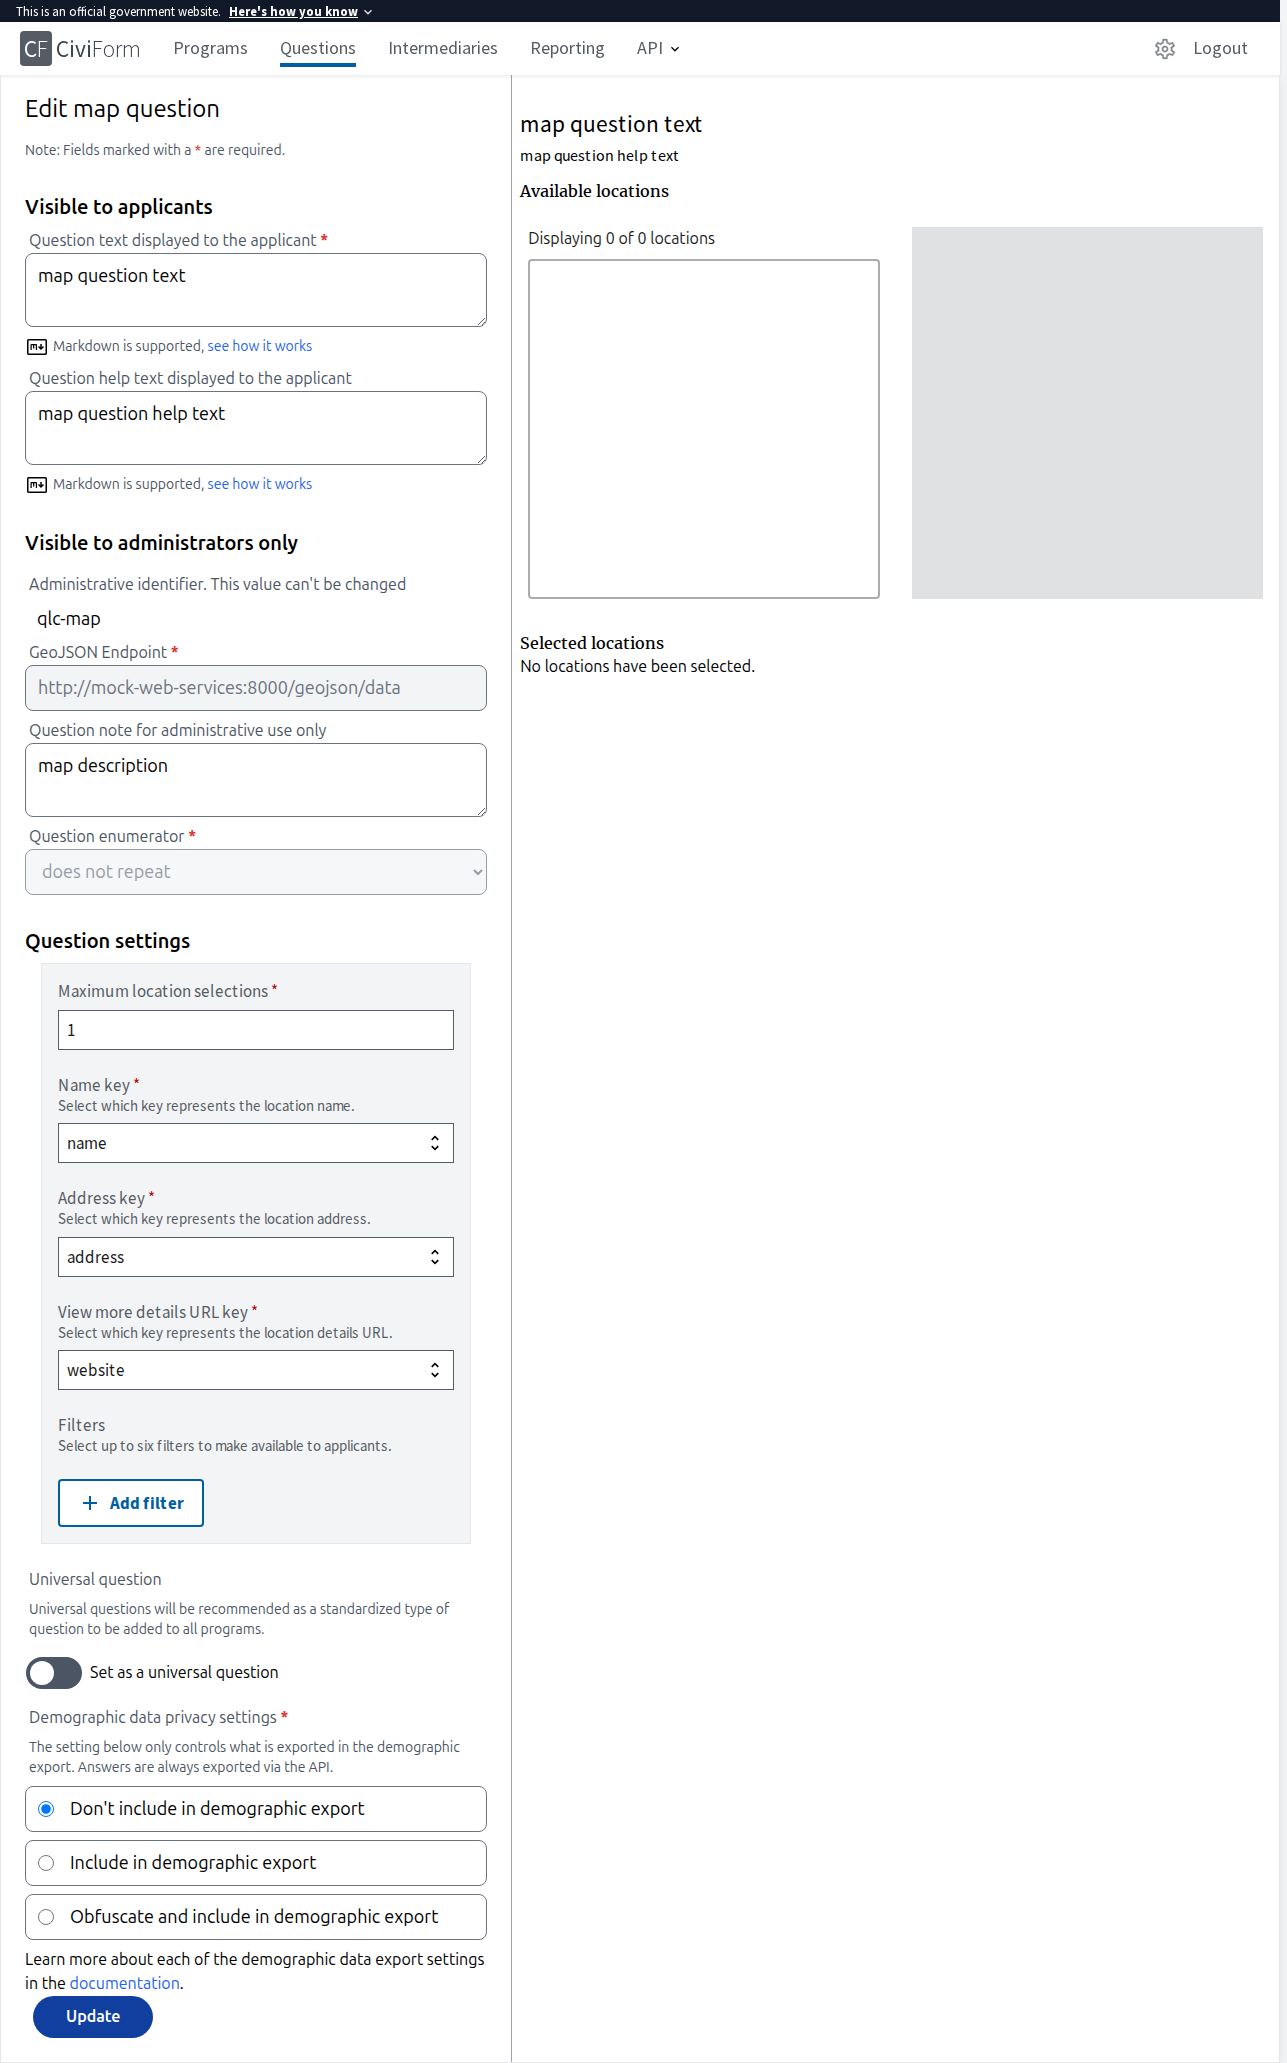 This is an official government website. Here's how you know
CF CiviForm Programs Questions Intermediaries Reporting API Logout
Edit map question
Note: Fields marked with a * are required.
Visible to applicants
Question text displayed to the applicant *
map question text
Markdown is supported, see how it works
Question help text displayed to the applicant
map question help text
Markdown is supported, see how it works
Visible to administrators only
Administrative identifier. This value can't be changed
qlc-map
GeoJSON Endpoint *
http://mock-web-services:8000/geojson/data
Question note for administrative use only
map description
Question enumerator *
does not repeat
Question settings
Maximum location selections *
1
Name key *
Select which key represents the location name.
name
Address key *
Select which key represents the location address.
address
View more details URL key *
Select which key represents the location details URL.
website
Filters
Select up to six filters to make available to applicants.
Add filter
Universal question
Universal questions will be recommended as a standardized type of
question to be added to all programs.
Set as a universal question
Demographic data privacy settings *
The setting below only controls what is exported in the demographic
export. Answers are always exported via the API.
Don't include in demographic export
Include in demographic export
Obfuscate and include in demographic export
Learn more about each of the demographic data export settings
in the documentation.
Update
map question text
map question help text
Available locations
Displaying 0 of 0 locations
Selected locations
No locations have been selected.